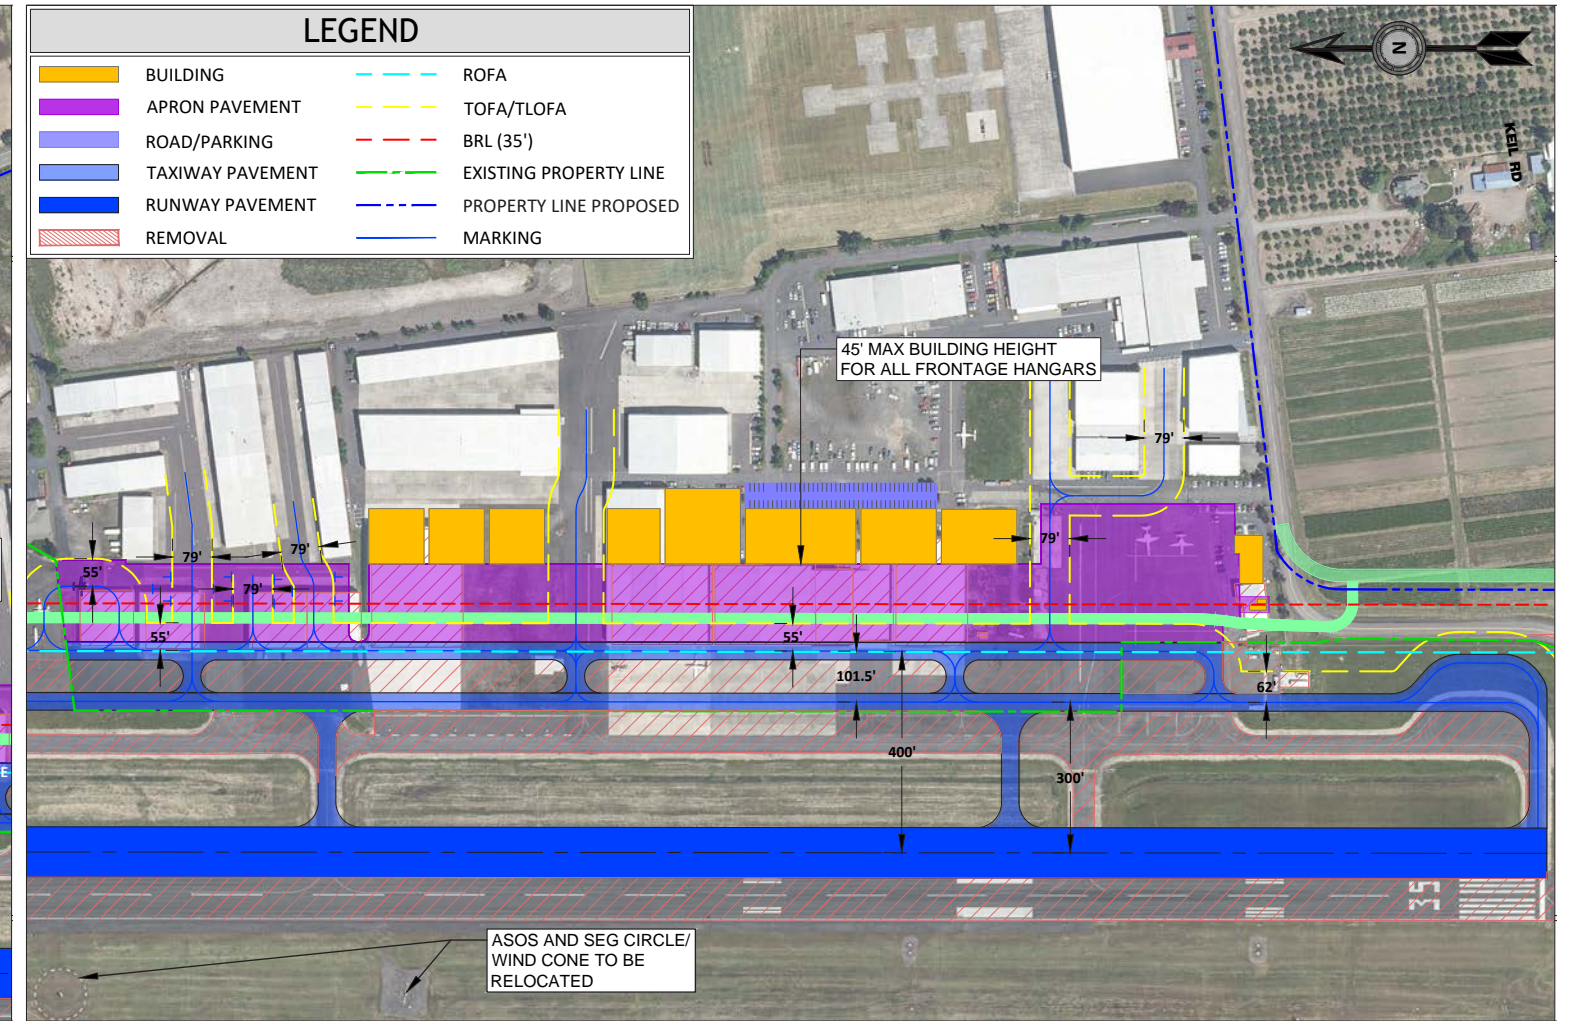 LEGEND
BUILDING
APRON PAVEMENT
ROAD/PARKING
TAXIWAY PAVEMENT
RUNWAY PAVEMENT
REMOVAL
ROFA
TOFA/TLOFA
BRL (35')
EXISTING PROPERTY LINE
PROPERTY LINE PROPOSED
MARKING
N
KEIL RD
45' MAX BUILDING HEIGHT
FOR ALL FRONTAGE HANGARS
79'
79'
79'
79'
79'
55'
55'
55'
101.5'
62'
400'
300'
35
E
ASOS AND SEG CIRCLE/
WIND CONE TO BE
RELOCATED